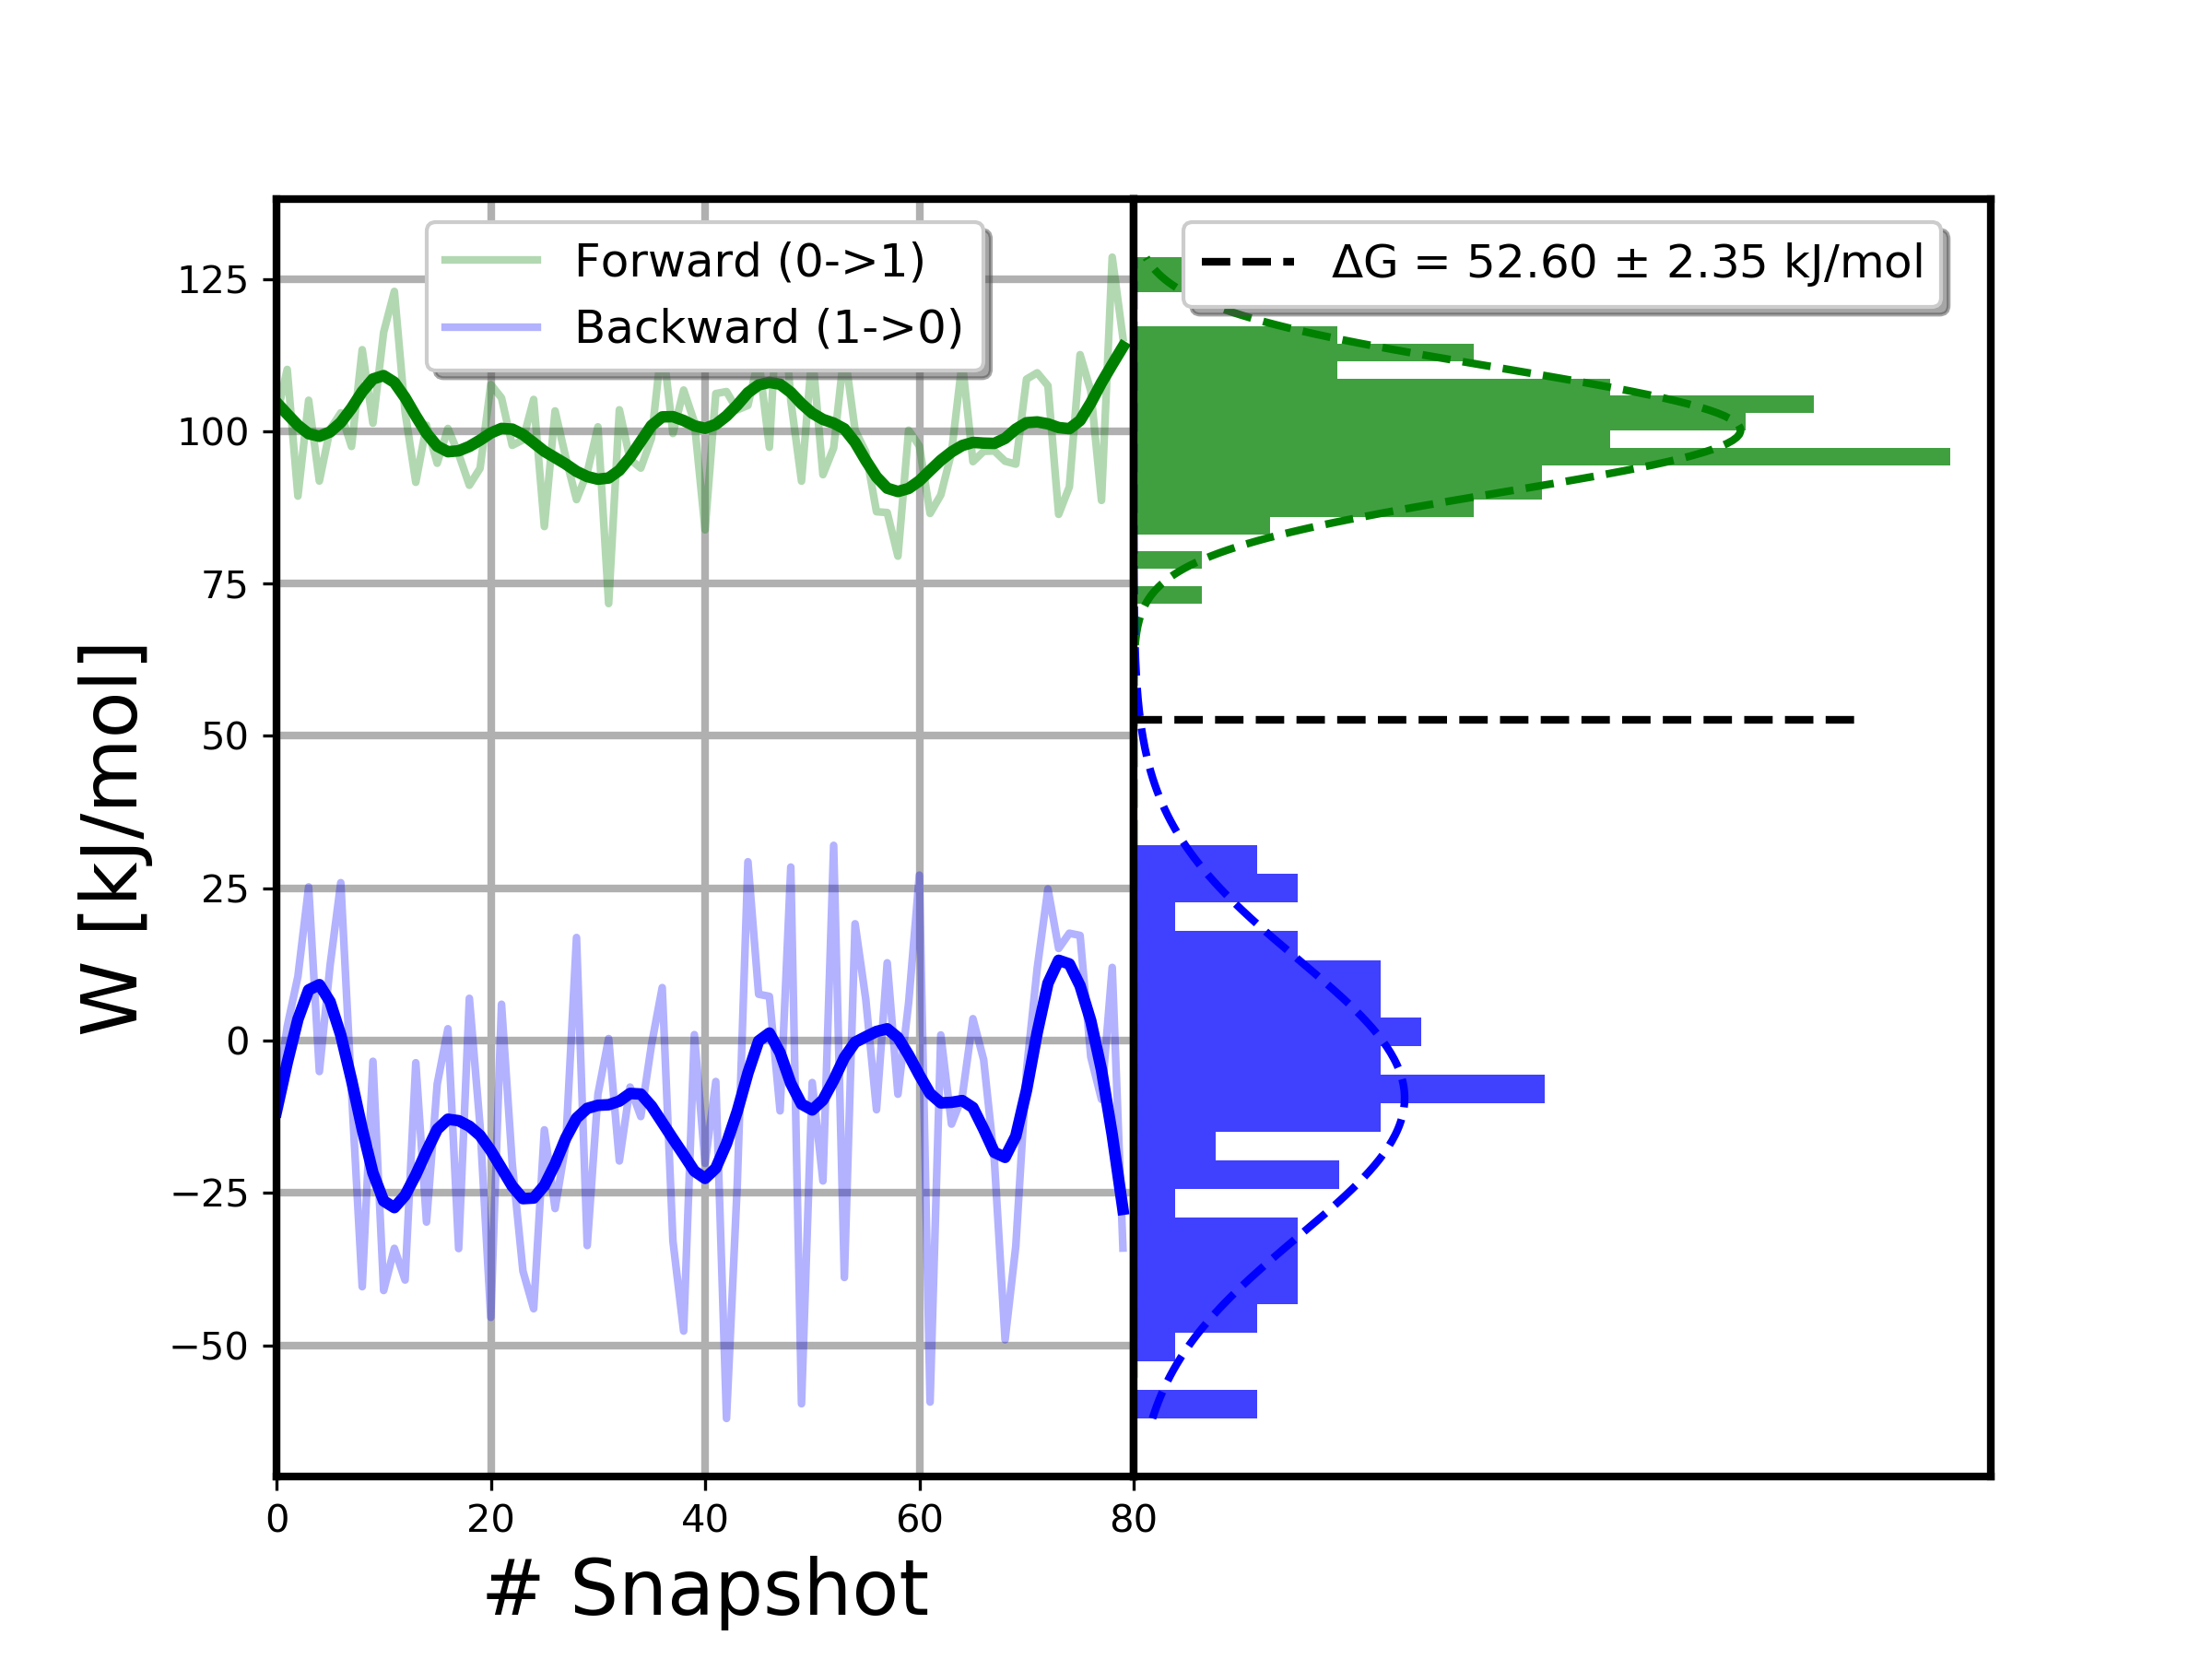 Forward (0->1)
Backward (1->0)
ΔG = 52.60 ± 2.35 kJ/mol
125
100
75
50
25
0
−25
−50
W [kJ/mol]
0 20 40 60 80
# Snapshot